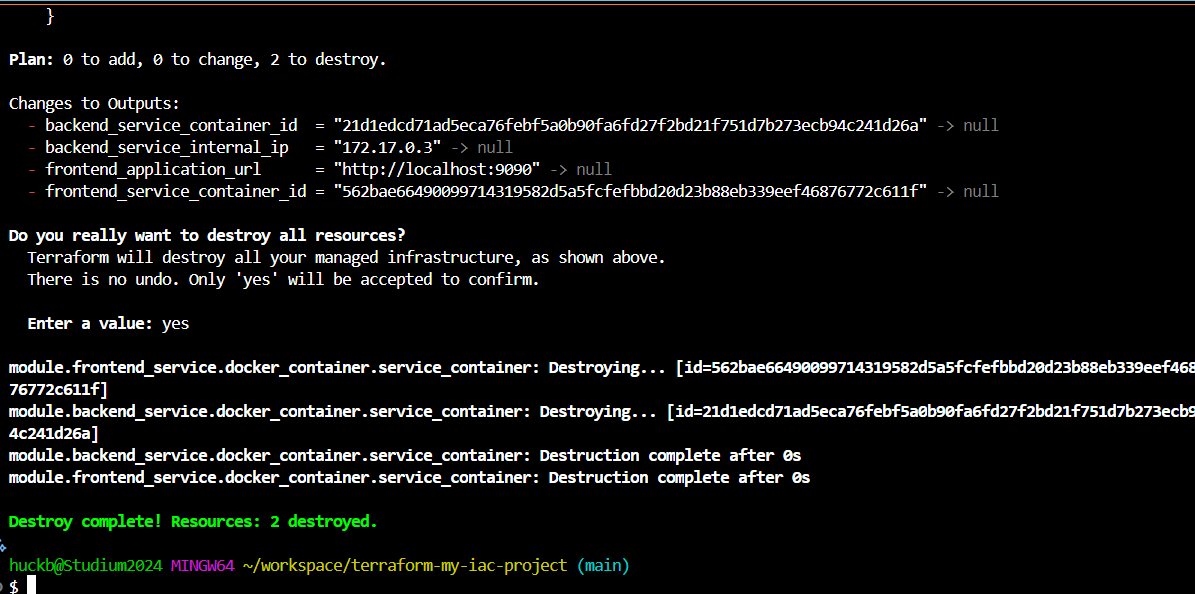 }
Plan: 0 to add, 0 to change, 2 to destroy.
Changes to Outputs:
- backend_service_container_id  = "21d1edcd71ad5eca76febf5a0b90fa6fd27f2bd21f751d7b273ecb94c241d26a" -> null
- backend_service_internal_ip   = "172.17.0.3" -> null
- frontend_application_url      = "http://localhost:9090" -> null
- frontend_service_container_id = "562bae66490099714319582d5a5fcfefbbd20d23b88eb339eef46876772c611f" -> null
Do you really want to destroy all resources?
Terraform will destroy all your managed infrastructure, as shown above.
There is no undo. Only 'yes' will be accepted to confirm.
Enter a value: yes
module.frontend_service.docker_container.service_container: Destroying... [id=562bae66490099714319582d5a5fcfefbbd20d23b88eb339eef468
76772c611f]
module.backend_service.docker_container.service_container: Destroying... [id=21d1edcd71ad5eca76febf5a0b90fa6fd27f2bd21f751d7b273ecb9
4c241d26a]
module.backend_service.docker_container.service_container: Destruction complete after 0s
module.frontend_service.docker_container.service_container: Destruction complete after 0s
Destroy complete! Resources: 2 destroyed.
huckb@Studium2024 MINGW64 ~/workspace/terraform-my-iac-project (main)
$